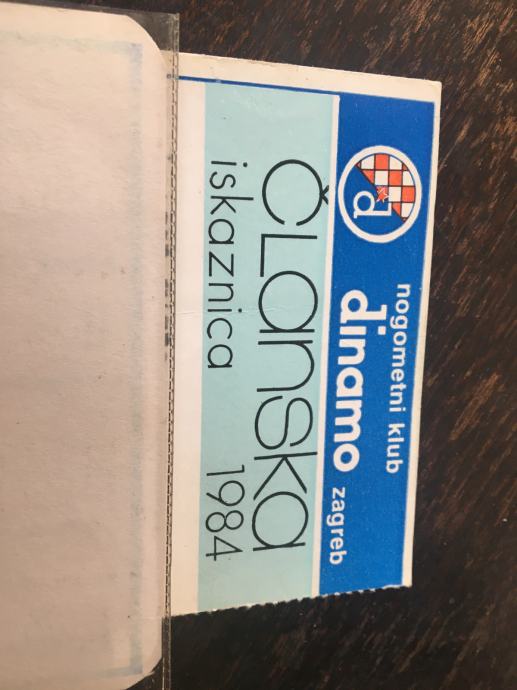 d
nogometni klub
dinamo zagreb
članska
iskaznica 1984